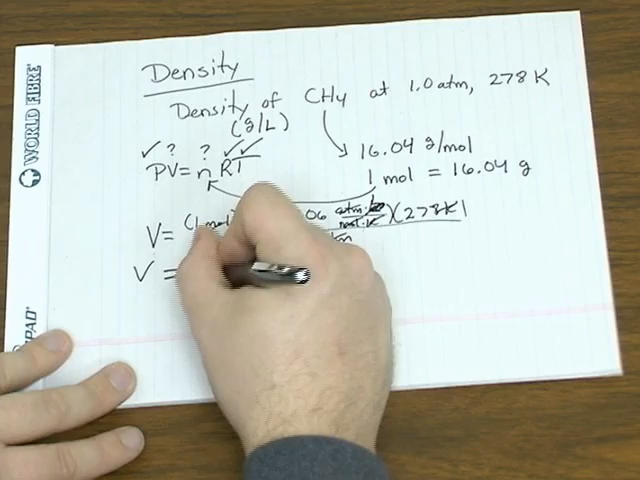 WORLD FIBRE
PAD
Density
Density of CH4 at 1.0 atm, 278 K
(g/L)
✓ ? ? ✓ ✓
16.04 g/mol
PV = nRT
1 mol = 16.04 g
V = (1 mol 06 )(278 K)
V =